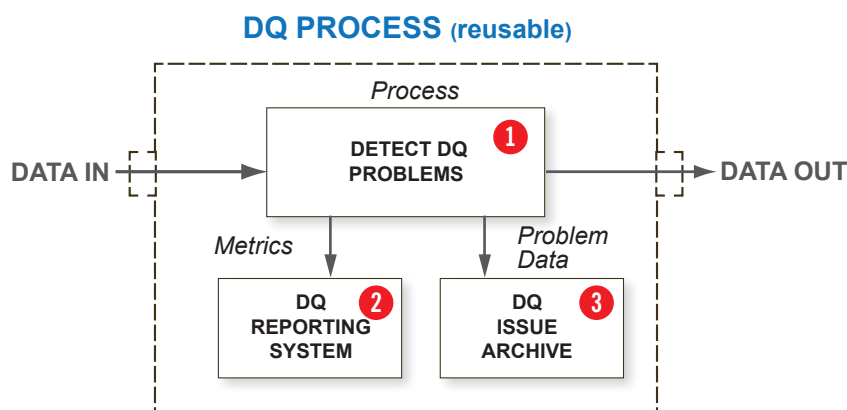 DQ PROCESS (reusable)
Process
DETECT DQ
PROBLEMS
1
DATA IN
DATA OUT
Metrics
Problem
Data
DQ
REPORTING
SYSTEM
2
DQ
ISSUE
ARCHIVE
3